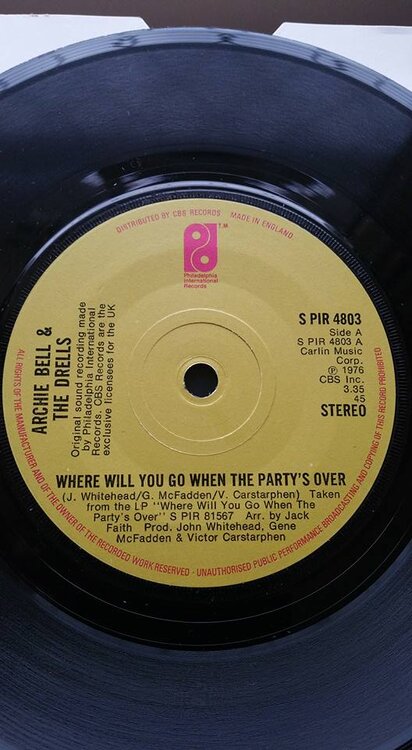 DISTRIBUTED BY CBS RECORDS MADE IN ENGLAND
TM
Philadelphia
International
Records
ARCHIE BELL &
THE DRELLS
Original sound recording made
by Philadelphia International
Records. CBS Records are the
exclusive licensees for the UK
S PIR 4803
Side A
S PIR 4803 A
Carlin Music
Corp.
℗ 1976
CBS Inc.
3.35
45
STEREO
WHERE WILL YOU GO WHEN THE PARTY'S OVER
(J. Whitehead/G. McFadden/V. Carstarphen) Taken
from the LP "Where Will You Go When The
Party's Over" S PIR 81567 Arr. by Jack
Faith Prod. John Whitehead, Gene
McFadden & Victor Carstarphen
ALL RIGHTS OF THE MANUFACTURER AND OF THE OWNER OF THE RECORDED WORK RESERVED · UNAUTHORISED PUBLIC PERFORMANCE BROADCASTING AND COPYING OF THIS RECORD PROHIBITED